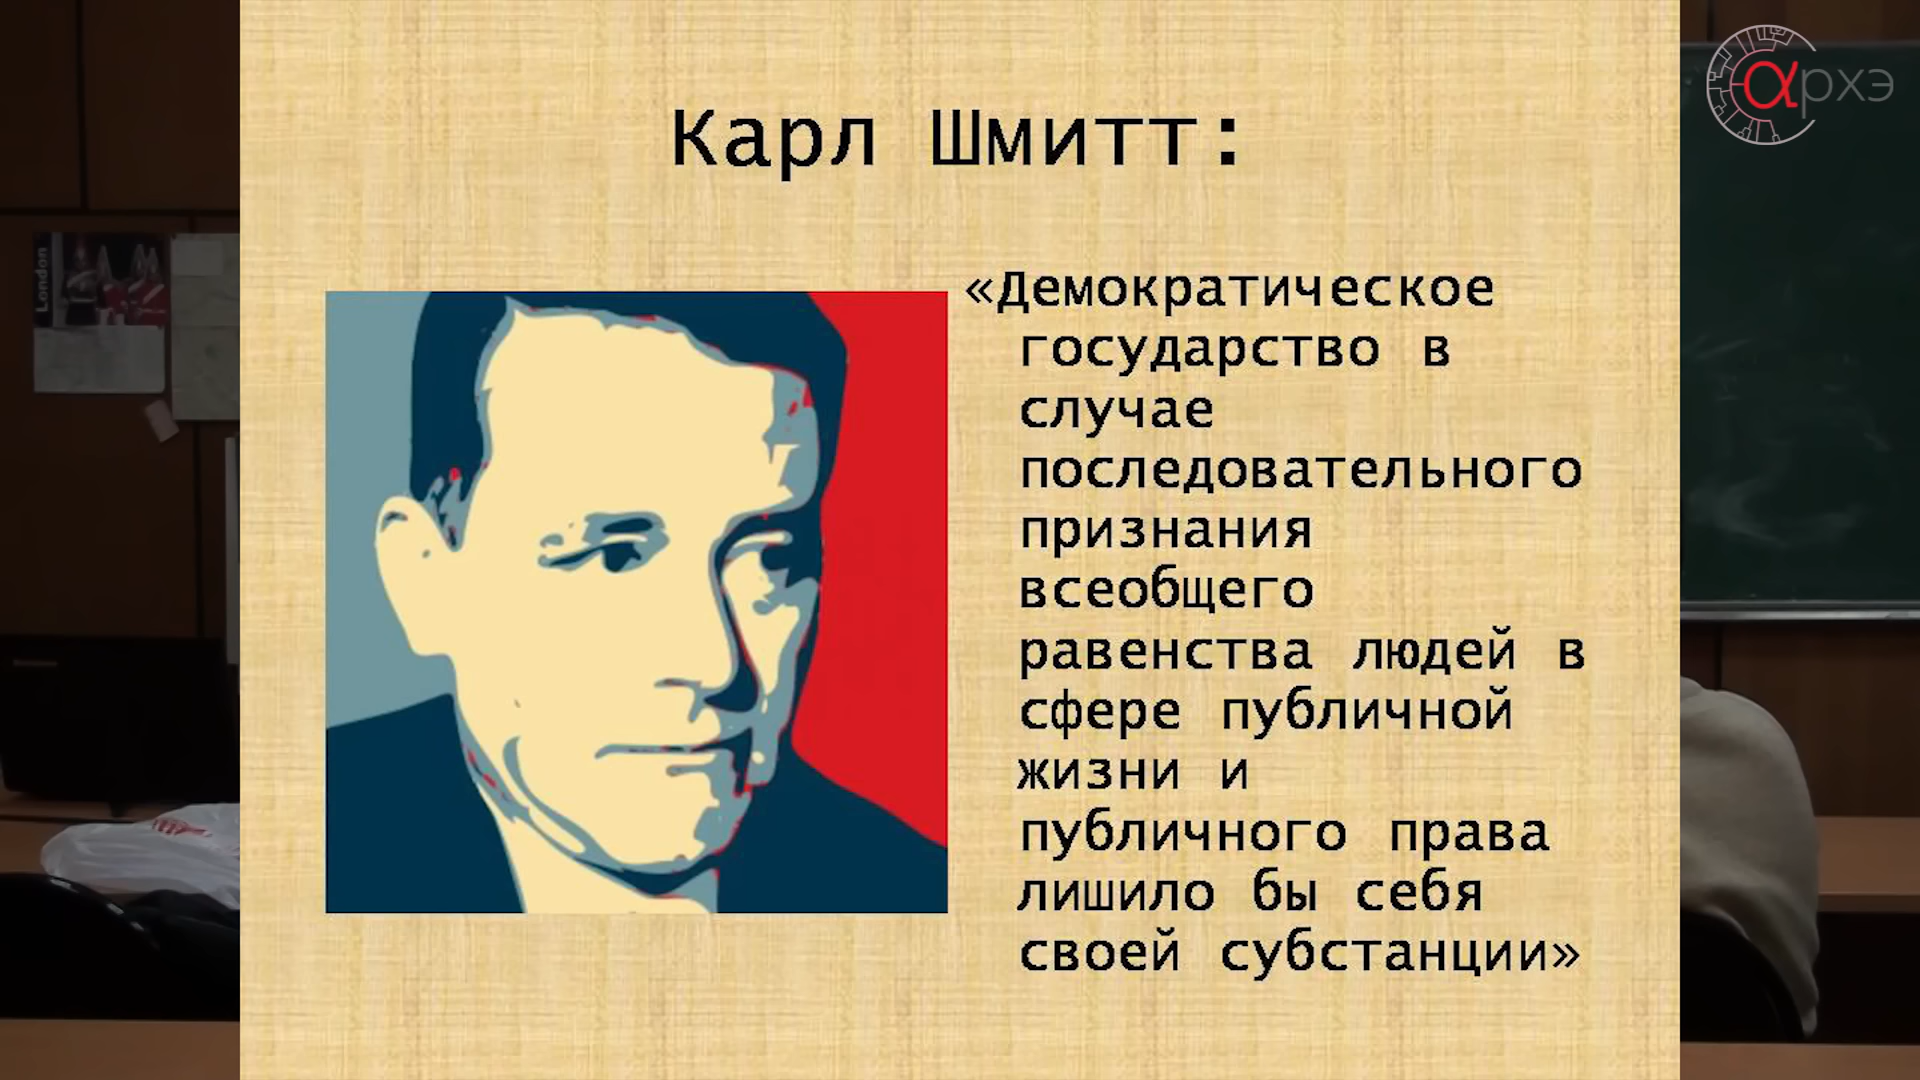 архэ
Карл Шмитт:
London
«Демократическое
государство в
случае
последовательного
признания
всеобщего
равенства людей в
сфере публичной
жизни и
публичного права
лишило бы себя
своей субстанции»